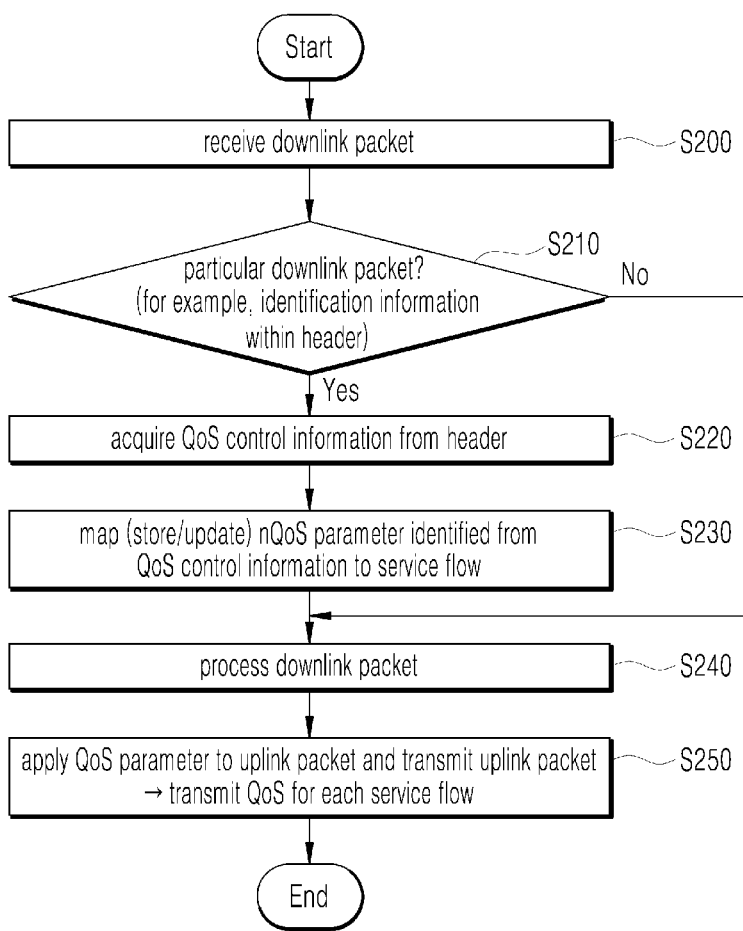 Start
receive downlink packet
S200
S210
particular downlink packet?
(for example, identification information
within header)
No
Yes
acquire QoS control information from header
S220
map (store/update) nQoS parameter identified from
QoS control information to service flow
S230
process downlink packet
S240
apply QoS parameter to uplink packet and transmit uplink packet
→ transmit QoS for each service flow
S250
End